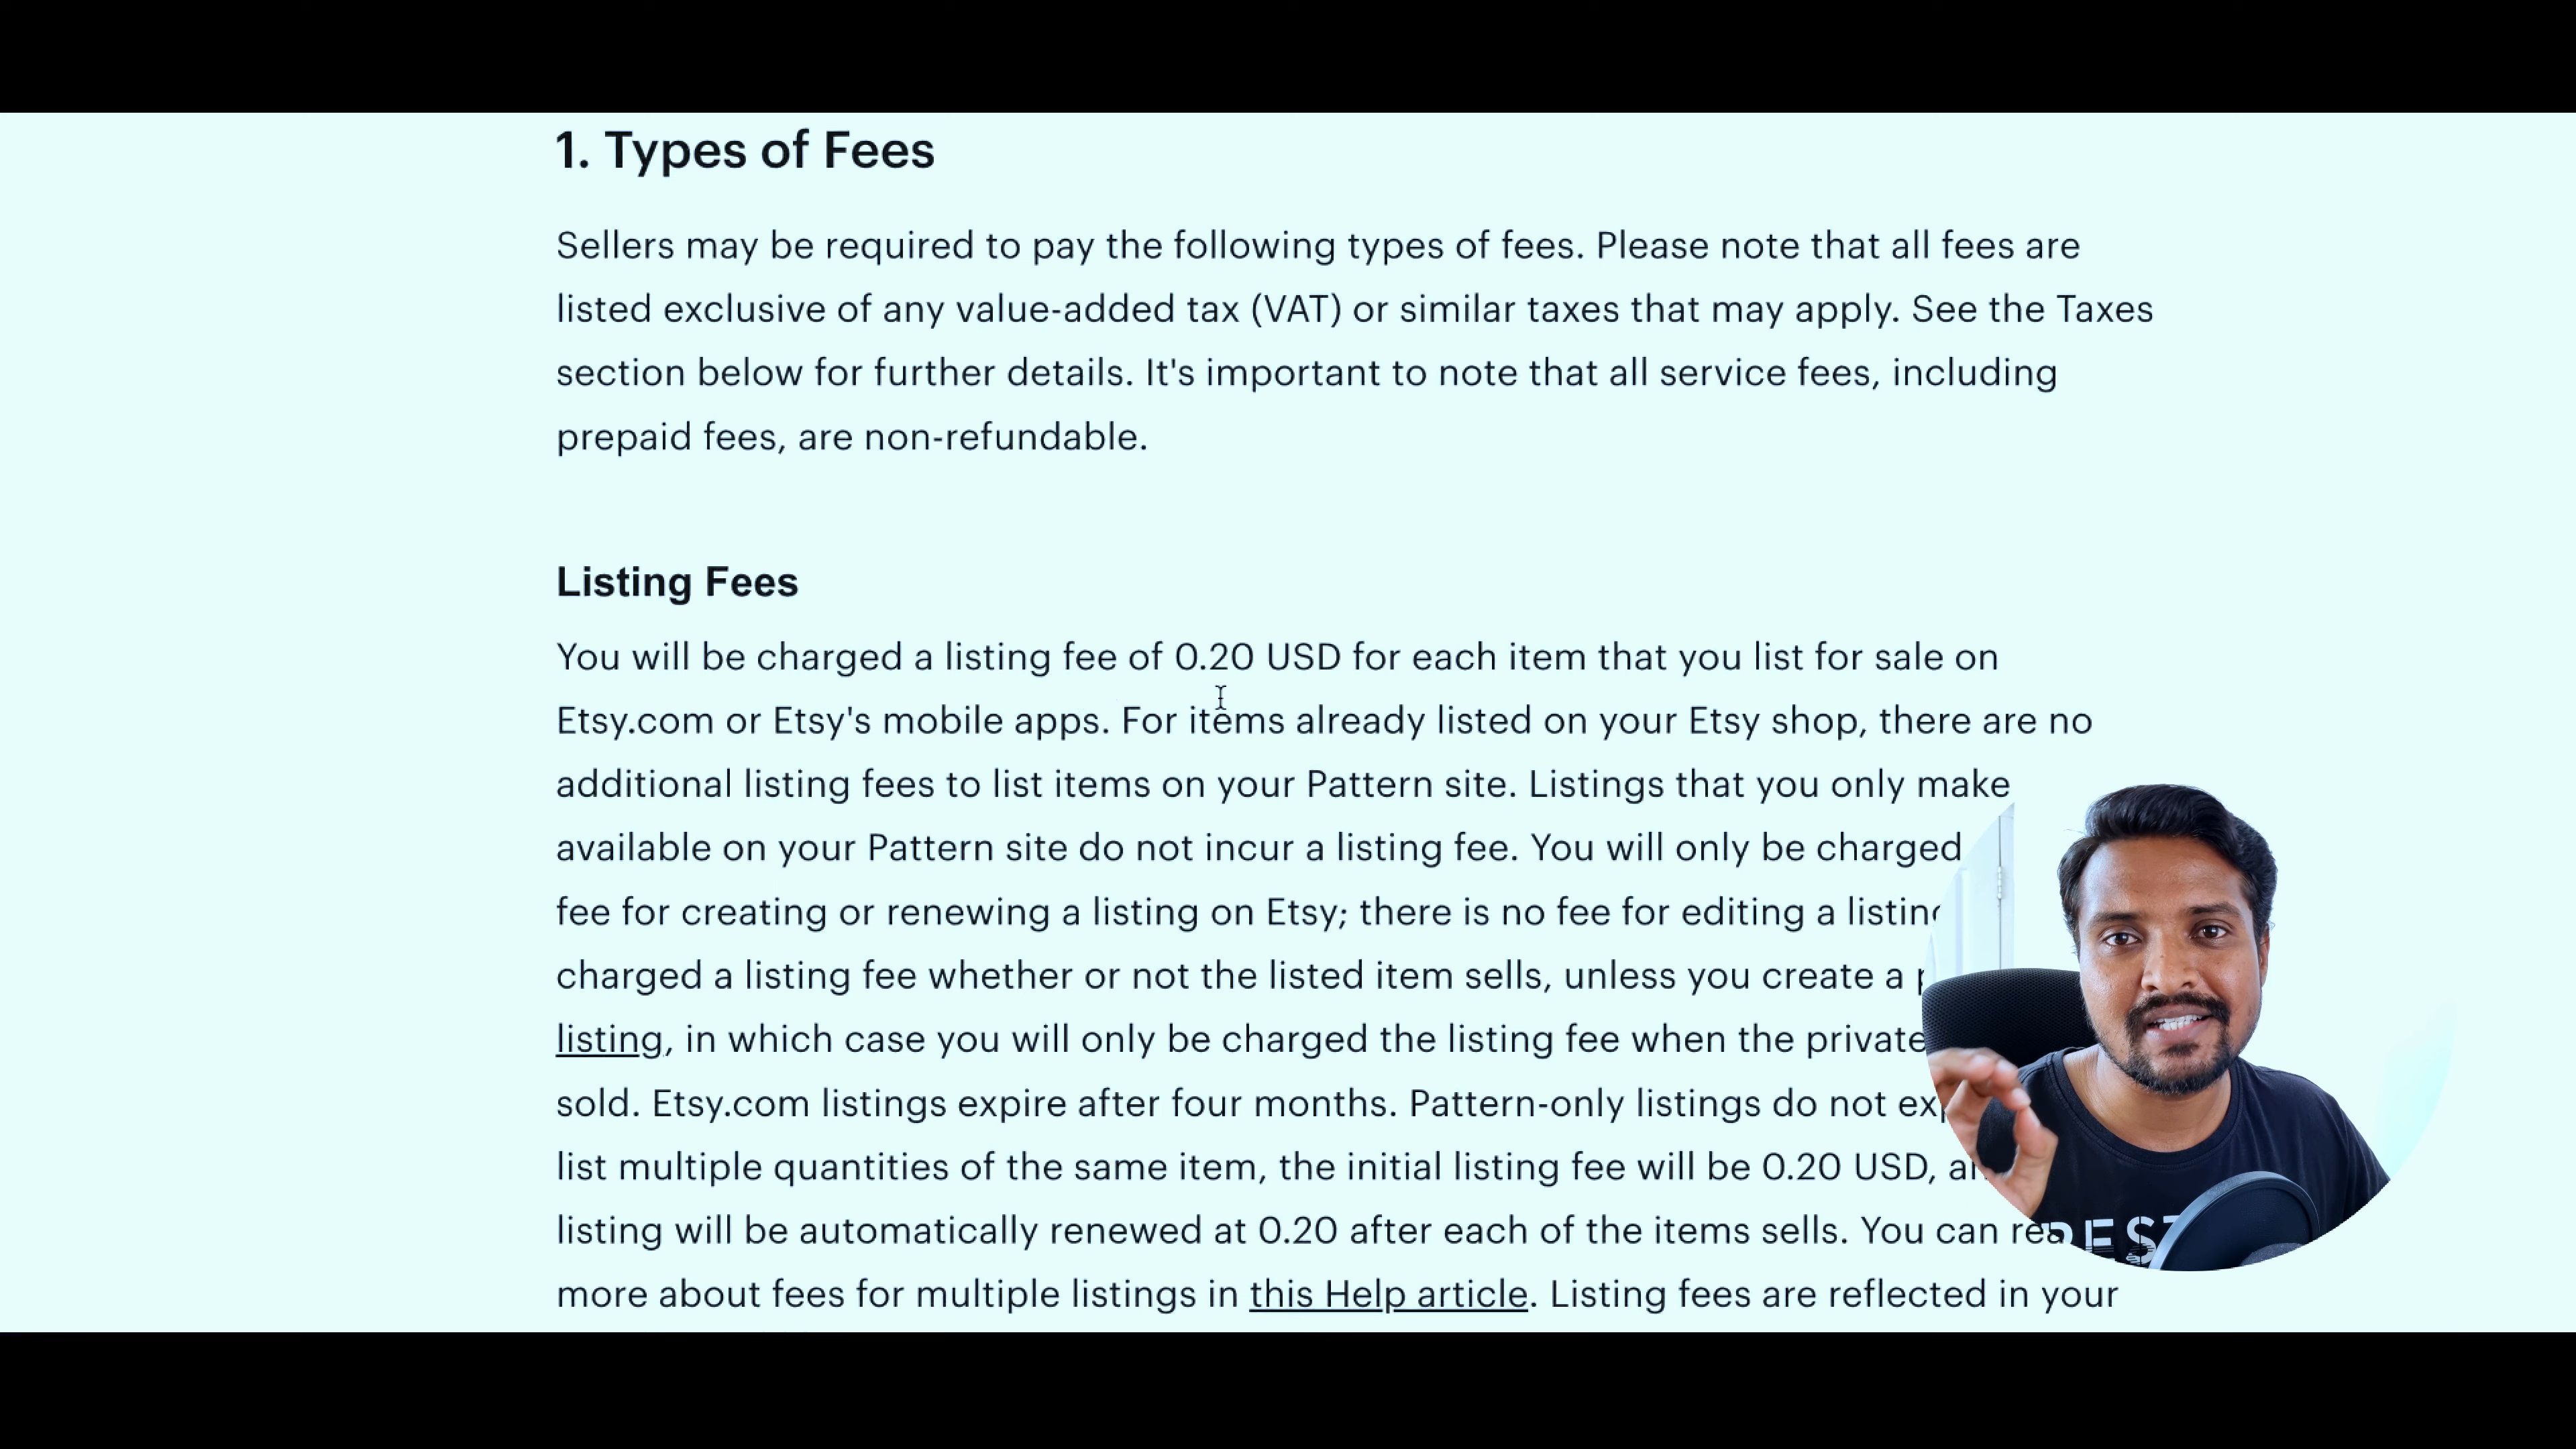 1. Types of Fees
Sellers may be required to pay the following types of fees. Please note that all fees are
listed exclusive of any value-added tax (VAT) or similar taxes that may apply. See the Taxes
section below for further details. It's important to note that all service fees, including
prepaid fees, are non-refundable.
Listing Fees
You will be charged a listing fee of 0.20 USD for each item that you list for sale on
Etsy.com or Etsy's mobile apps. For items already listed on your Etsy shop, there are no
additional listing fees to list items on your Pattern site. Listings that you only make
available on your Pattern site do not incur a listing fee. You will only be charged
fee for creating or renewing a listing on Etsy; there is no fee for editing a
charged a listing fee whether or not the listed item sells, unless you create a
listing, in which case you will only be charged the listing fee when the private
sold. Etsy.com listings expire after four months. Pattern-only listings do not
list multiple quantities of the same item, the initial listing fee will be 0.20 USD,
listing will be automatically renewed at 0.20 after each of the items sells. You can
more about fees for multiple listings in this Help article. Listing fees are reflected in your